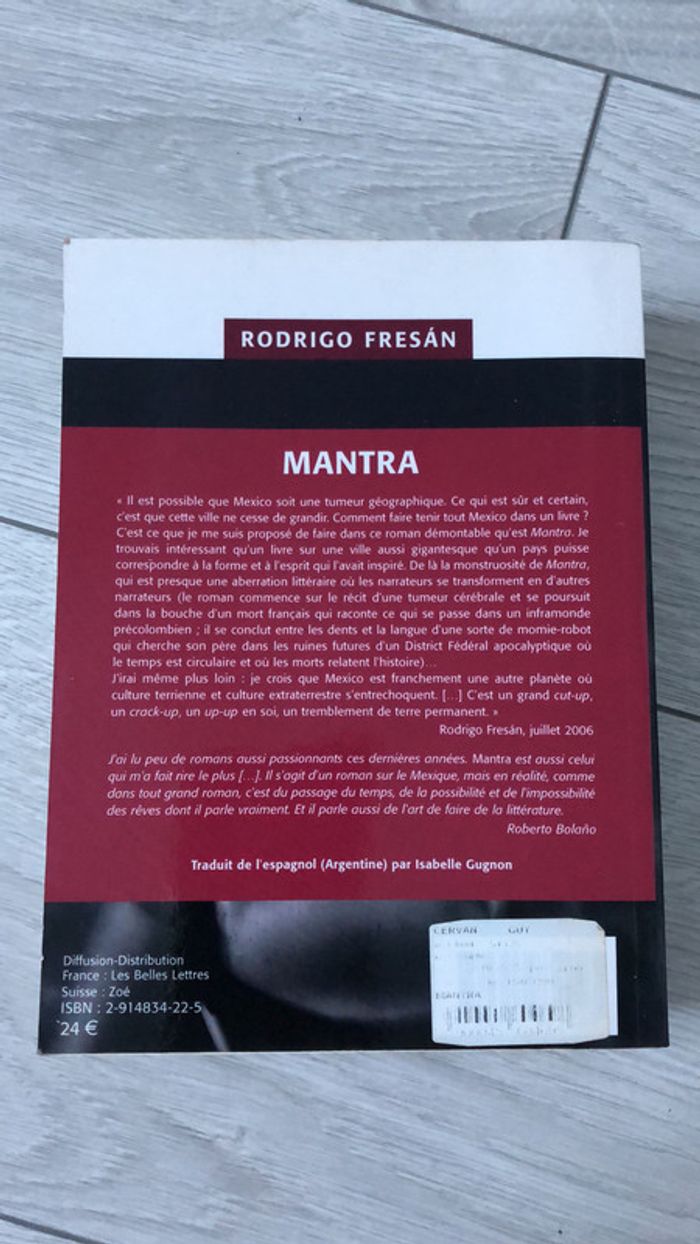 RODRIGO FRESÁN
MANTRA
« Il est possible que Mexico soit une tumeur géographique. Ce qui est sûr et certain,
c'est que cette ville ne cesse de grandir. Comment faire tenir tout Mexico dans un livre ?
C'est ce que je me suis proposé de faire dans ce roman démontable qu'est Mantra. Je
trouvais intéressant qu'un livre sur une ville aussi gigantesque qu'un pays puisse
correspondre à la forme et à l'esprit qui l'avait inspiré. De là la monstruosité de Mantra,
qui est presque une aberration littéraire où les narrateurs se transforment en d'autres
narrateurs (le roman commence sur le récit d'une tumeur cérébrale et se poursuit
dans la bouche d'un mort français qui raconte ce qui se passe dans un inframonde
précolombien ; il se conclut entre les dents et la langue d'une sorte de momie-robot
qui cherche son père dans les ruines futures d'un District Fédéral apocalyptique où
le temps est circulaire et où les morts relatent l'histoire)...
J'irai même plus loin : je crois que Mexico est franchement une autre planète où
culture terrienne et culture extraterrestre s'entrechoquent. [...] C'est un grand cut-up,
un crack-up, un up-up en soi, un tremblement de terre permanent. »
Rodrigo Fresán, juillet 2006
J'ai lu peu de romans aussi passionnants ces dernières années. Mantra est aussi celui
qui m'a fait rire le plus [...]. Il s'agit d'un roman sur le Mexique, mais en réalité, comme
dans tout grand roman, c'est du passage du temps, de la possibilité et de l'impossibilité
des rêves dont il parle vraiment. Et il parle aussi de l'art de faire de la littérature.
Roberto Bolaño
Traduit de l'espagnol (Argentine) par Isabelle Gugnon
Diffusion-Distribution
France : Les Belles Lettres
Suisse : Zoé
ISBN : 2-914834-22-5
24 €
CERVAN GUY
MANTRA